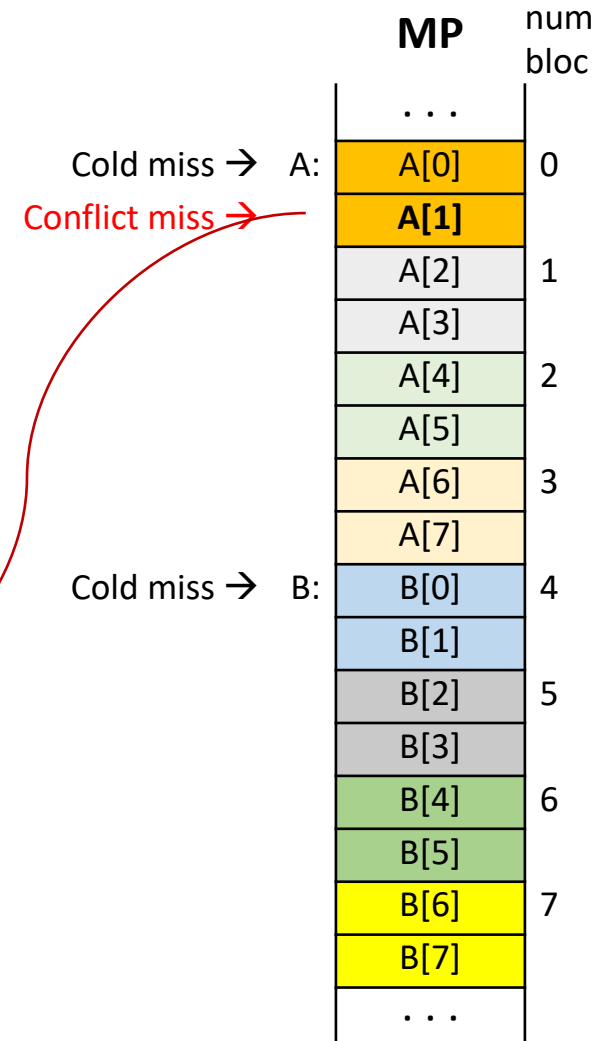 MP
num
bloc
. . .
Cold miss → A: A[0] 0
Conflict miss → A[1]
A[2] 1
A[3]
A[4] 2
A[5]
A[6] 3
A[7]
Cold miss → B: B[0] 4
B[1]
B[2] 5
B[3]
B[4] 6
B[5]
B[6] 7
B[7]
. . .